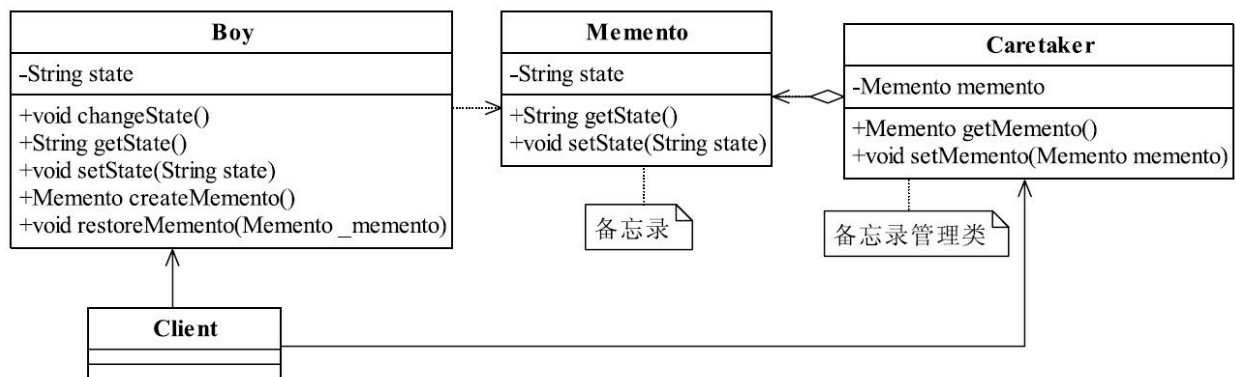 Boy
-String state
+void changeState()
+String getState()
+void setState(String state)
+Memento createMemento()
+void restoreMemento(Memento _memento)
Memento
-String state
+String getState()
+void setState(String state)
备忘录
Caretaker
-Memento memento
+Memento getMemento()
+void setMemento(Memento memento)
备忘录管理类
Client